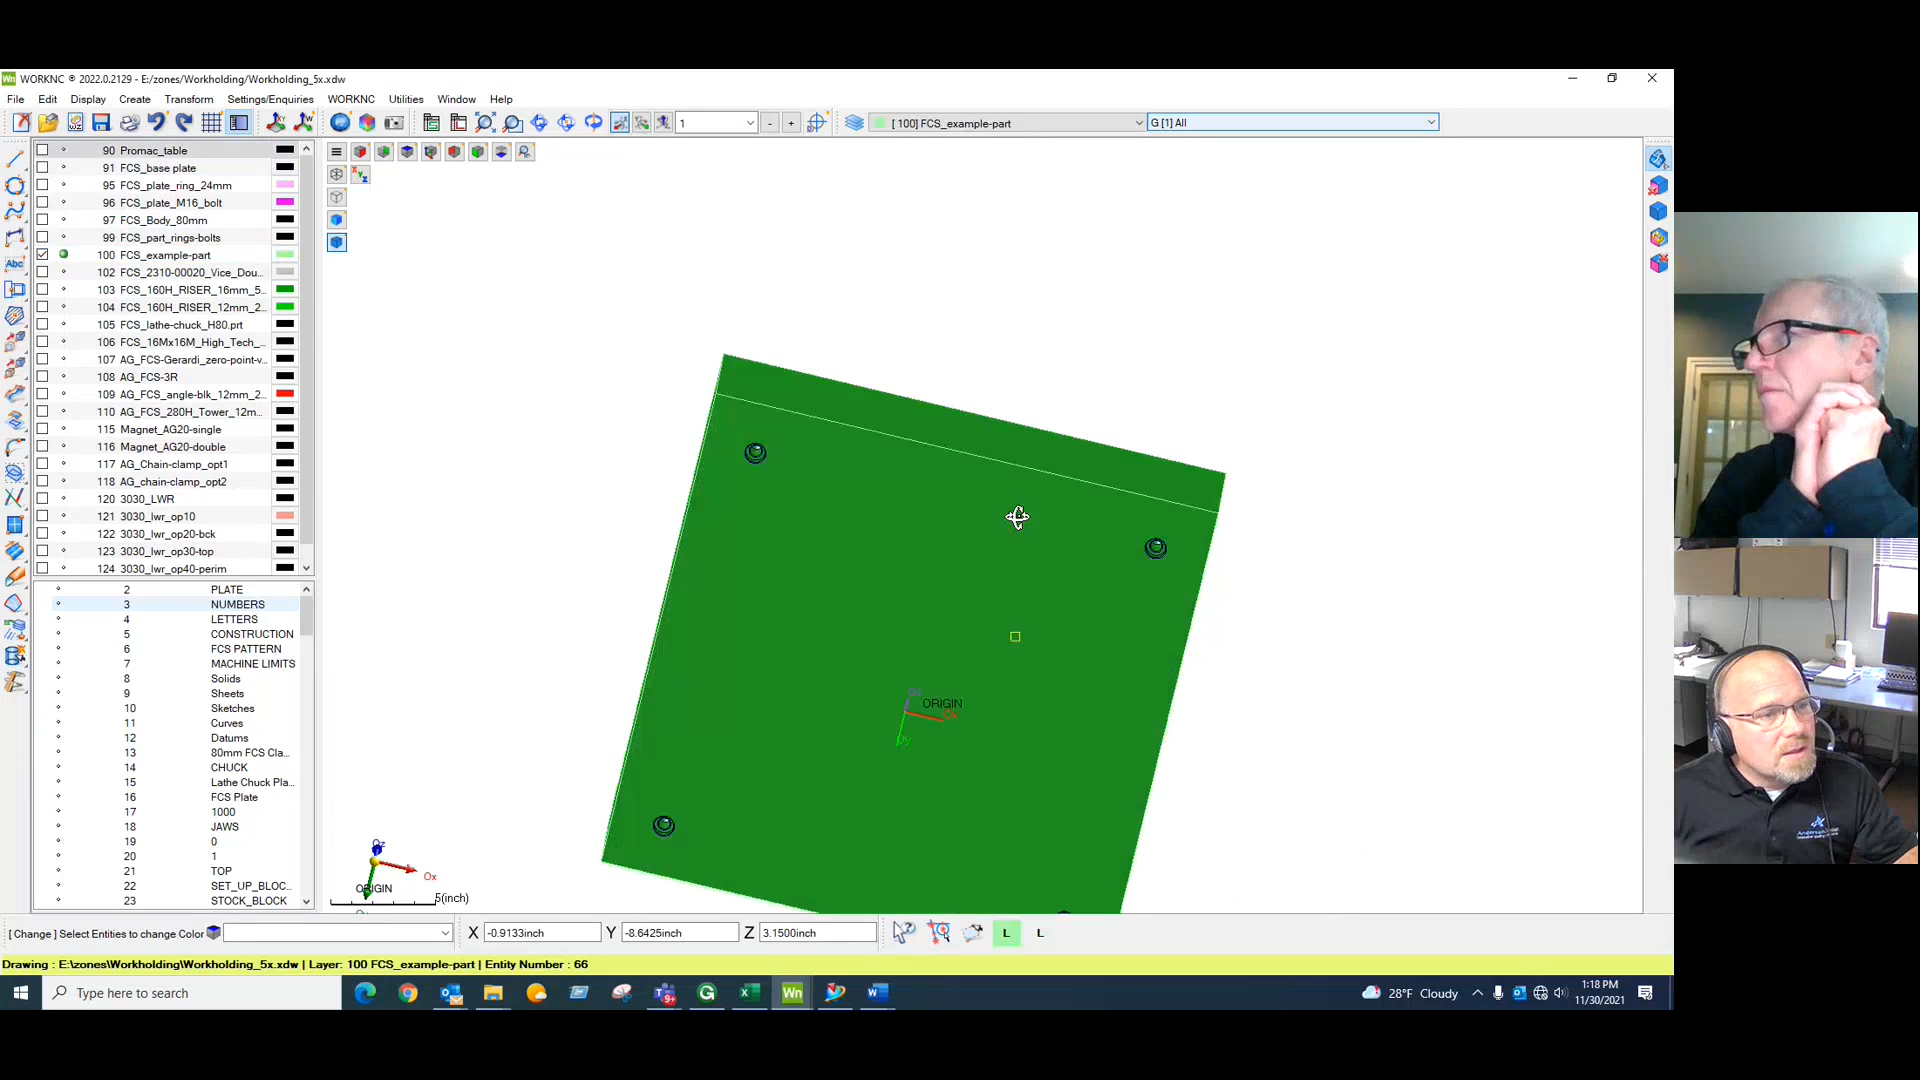 WORKNC ® 2022.0.2129 - E:/zones/Workholding/Workholding_5x.xdw
File Edit Display Create Transform Settings/Enquiries WORKNC Utilities Window Help
1 - + [ 100] FCS_example-part G [1] All
90 Promac_table
91 FCS_base plate
95 FCS_plate_ring_24mm
96 FCS_plate_M16_bolt
97 FCS_Body_80mm
99 FCS_part_rings-bolts
100 FCS_example-part
102 FCS_2310-00020_Vice_Dou...
103 FCS_160H_RISER_16mm_5...
104 FCS_160H_RISER_12mm_2...
105 FCS_lathe-chuck_H80.prt
106 FCS_16Mx16M_High_Tech_...
107 AG_FCS-Gerardi_zero-point-v...
108 AG_FCS-3R
109 AG_FCS_angle-blk_12mm_2...
110 AG_FCS_280H_Tower_12m...
115 Magnet_AG20-single
116 Magnet_AG20-double
117 AG_Chain-clamp_opt1
118 AG_chain-clamp_opt2
120 3030_LWR
121 3030_lwr_op10
122 3030_lwr_op20-bck
123 3030_lwr_op30-top
124 3030_lwr_op40-perim
Abc
2 PLATE
3 NUMBERS
4 LETTERS
5 CONSTRUCTION
6 FCS PATTERN
7 MACHINE LIMITS
8 Solids
9 Sheets
10 Sketches
11 Curves
12 Datums
13 80mm FCS Cla...
14 CHUCK
15 Lathe Chuck Pla...
16 FCS Plate
17 1000
18 JAWS
19 0
20 1
21 TOP
22 SET_UP_BLOC...
23 STOCK_BLOCK
ORIGIN
Ox
Oz
Ox
ORIGIN
5(inch)
[ Change ] Select Entities to change Color X -0.9133inch Y -8.6425inch Z 3.1500inch L L
Drawing : E:\zones\Workholding\Workholding_5x.xdw | Layer: 100 FCS_example-part | Entity Number : 66
Type here to search
28°F Cloudy
1:18 PM
11/30/2021